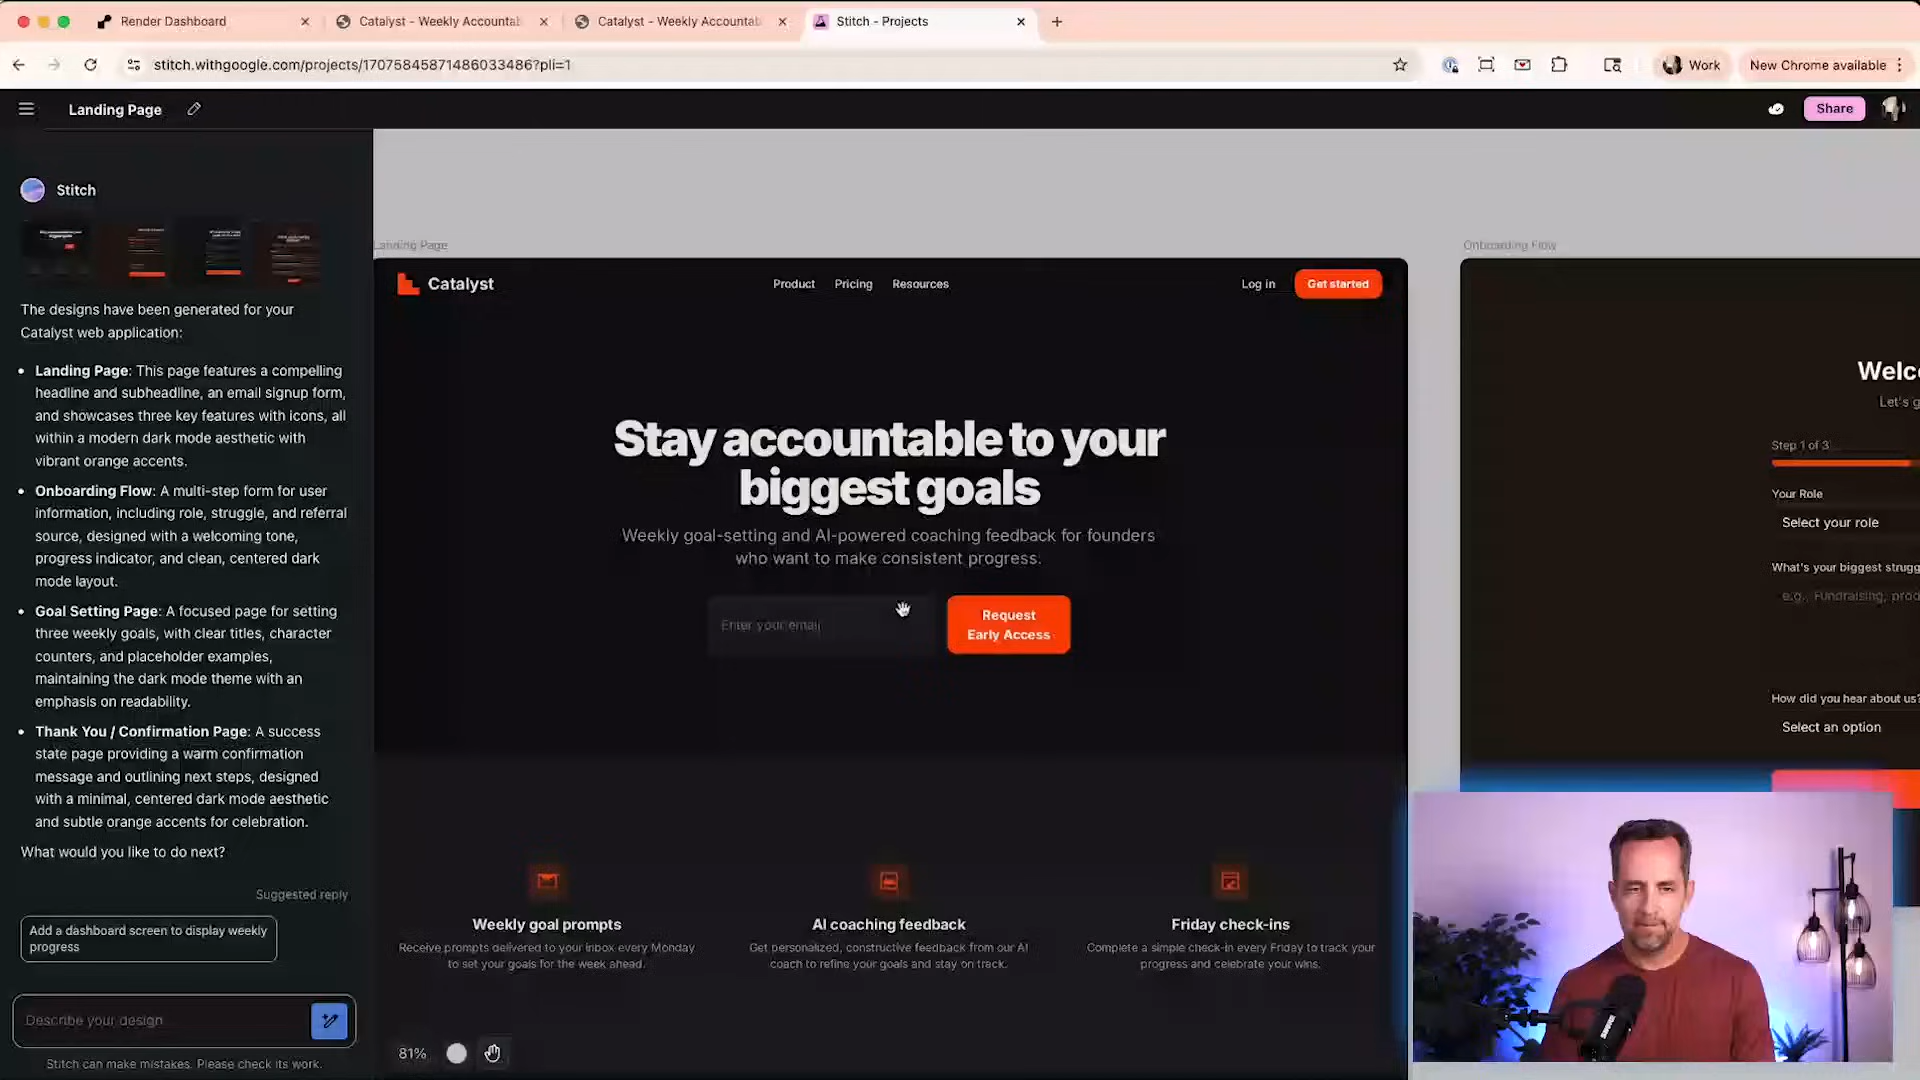 Render Dashboard
Catalyst - Weekly Accountab
Catalyst - Weekly Accountab
Stitch - Projects
stitch.withgoogle.com/projects/17075845871486033486?pli=1
Work
New Chrome available
Landing Page
Share
Stitch
The designs have been generated for your
Catalyst web application:
Landing Page: This page features a compelling
headline and subheadline, an email signup form,
and showcases three key features with icons, all
within a modern dark mode aesthetic with
vibrant orange accents.
Onboarding Flow: A multi-step form for user
information, including role, struggle, and referral
source, designed with a welcoming tone,
progress indicator, and clean, centered dark
mode layout.
Goal Setting Page: A focused page for setting
three weekly goals, with clear titles, character
counters, and placeholder examples,
maintaining the dark mode theme with an
emphasis on readability.
Thank You / Confirmation Page: A success
state page providing a warm confirmation
message and outlining next steps, designed
with a minimal, centered dark mode aesthetic
and subtle orange accents for celebration.
What would you like to do next?
Suggested reply
Add a dashboard screen to display weekly
progress
Describe your design
Stitch can make mistakes. Please check its work.
Landing Page
Catalyst
Product
Pricing
Resources
Log in
Get started
Stay accountable to your
biggest goals
Weekly goal-setting and AI-powered coaching feedback for founders
who want to make consistent progress.
Enter your email
Request
Early Access
Weekly goal prompts
Receive prompts delivered to your inbox every Monday
to set your goals for the week ahead.
AI coaching feedback
Get personalized, constructive feedback from our AI
coach to refine your goals and stay on track.
Friday check-ins
Complete a simple check-in every Friday to track your
progress and celebrate your wins.
81%
Onboarding Flow
Welc
Let's g
Step 1 of 3
Your Role
Select your role
What's your biggest strugg
e.g., Fundraising, prod
How did you hear about us?
Select an option